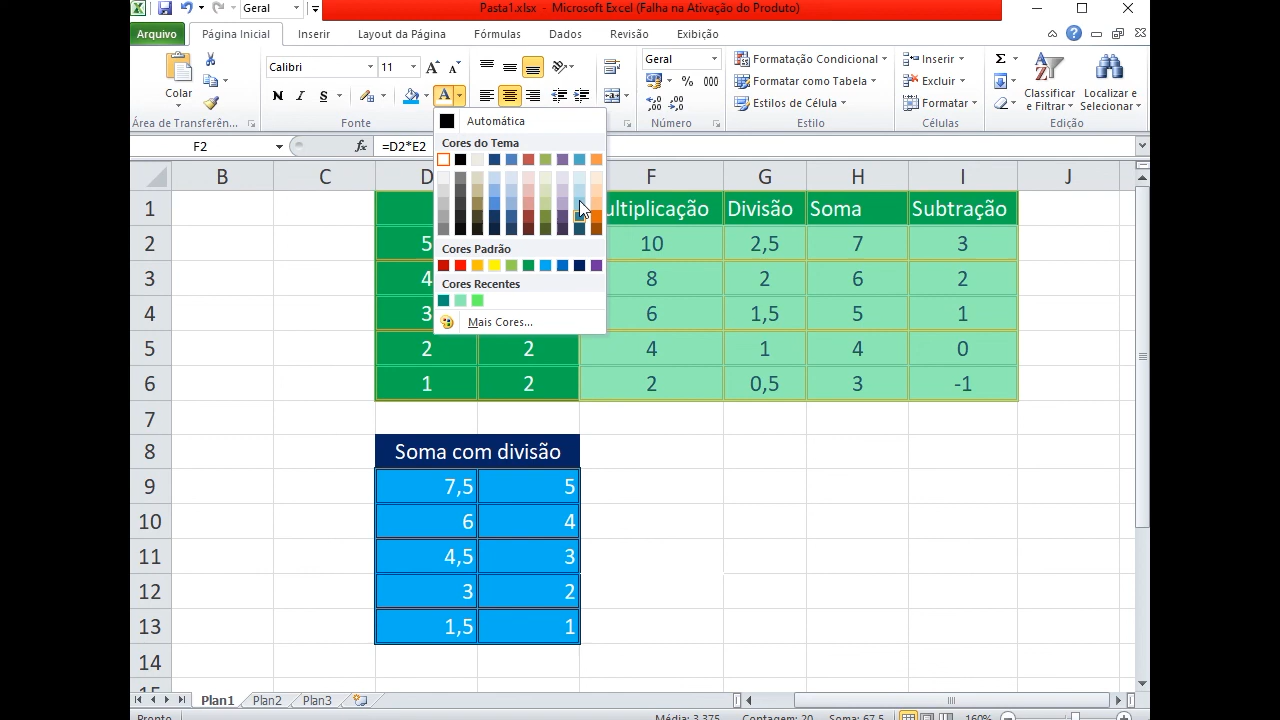 Geral
Pasta1.xlsx - Microsoft Excel (Falha na Ativação do Produto)
Arquivo Página Inicial Inserir Layout da Página Fórmulas Dados Revisão Exibição
Colar
Área de Transferência
Calibri 11
N I S A
Fonte
Geral
% 000
Número
Formatação Condicional
Formatar como Tabela
Estilos de Célula
Estilo
Inserir
Excluir
Formatar
Células
Classificar e Filtrar
Localizar e Selecionar
Edição
F2 fx =D2*E2
Automática
Cores do Tema
Cores Padrão
Cores Recentes
Mais Cores...
B C D F G H I J
1 ultiplicação Divisão Soma Subtração
2 5 10 2,5 7 3
3 4 8 2 6 2
4 3 6 1,5 5 1
5 2 2 4 1 4 0
6 1 2 2 0,5 3 -1
7
8 Soma com divisão
9 7,5 5
10 6 4
11 4,5 3
12 3 2
13 1,5 1
14
15
Plan1 Plan2 Plan3
Pronto Média: 3,375 Contagem: 20 Soma: 67,5 160%